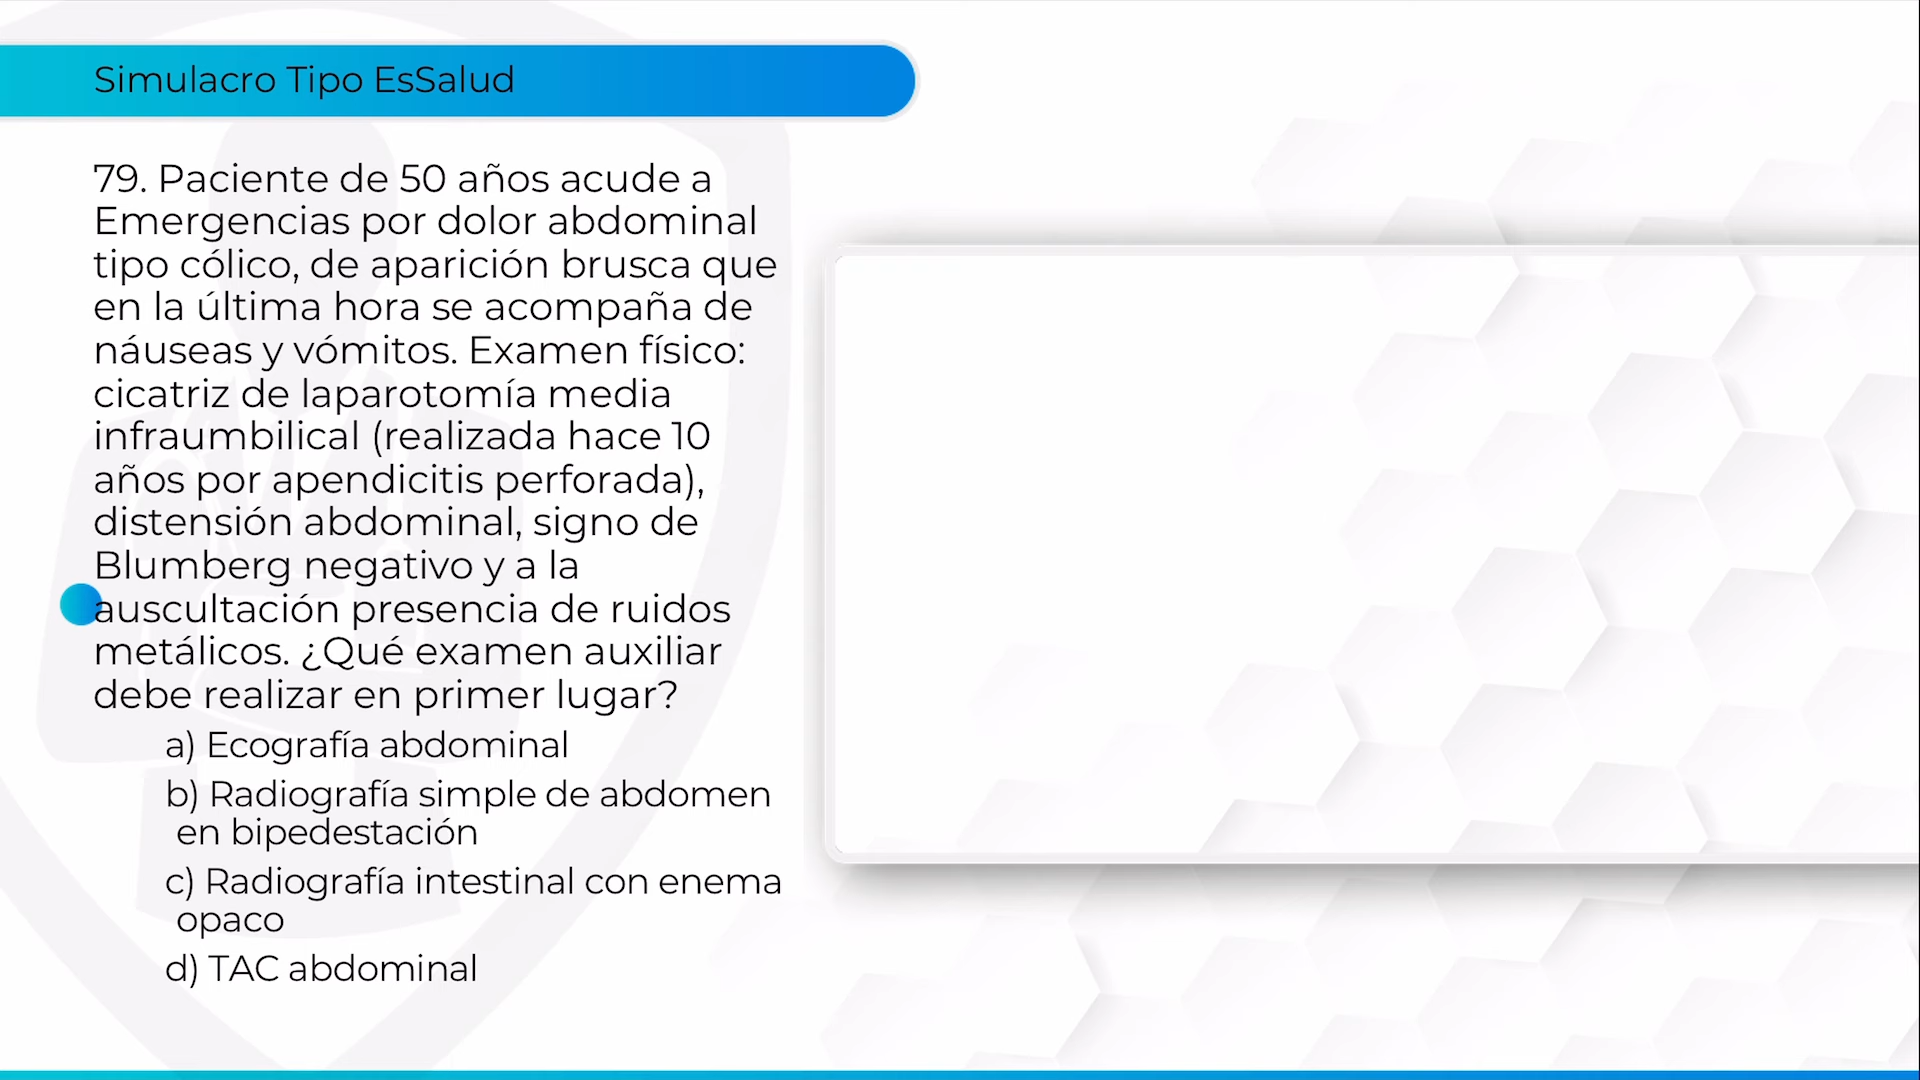 Simulacro Tipo EsSalud
79. Paciente de 50 años acude a
Emergencias por dolor abdominal
tipo cólico, de aparición brusca que
en la última hora se acompaña de
náuseas y vómitos. Examen físico:
cicatriz de laparotomía media
infraumbilical (realizada hace 10
años por apendicitis perforada),
distensión abdominal, signo de
Blumberg negativo y a la
auscultación presencia de ruidos
metálicos. ¿Qué examen auxiliar
debe realizar en primer lugar?
a) Ecografía abdominal
b) Radiografía simple de abdomen
en bipedestación
c) Radiografía intestinal con enema
opaco
d) TAC abdominal